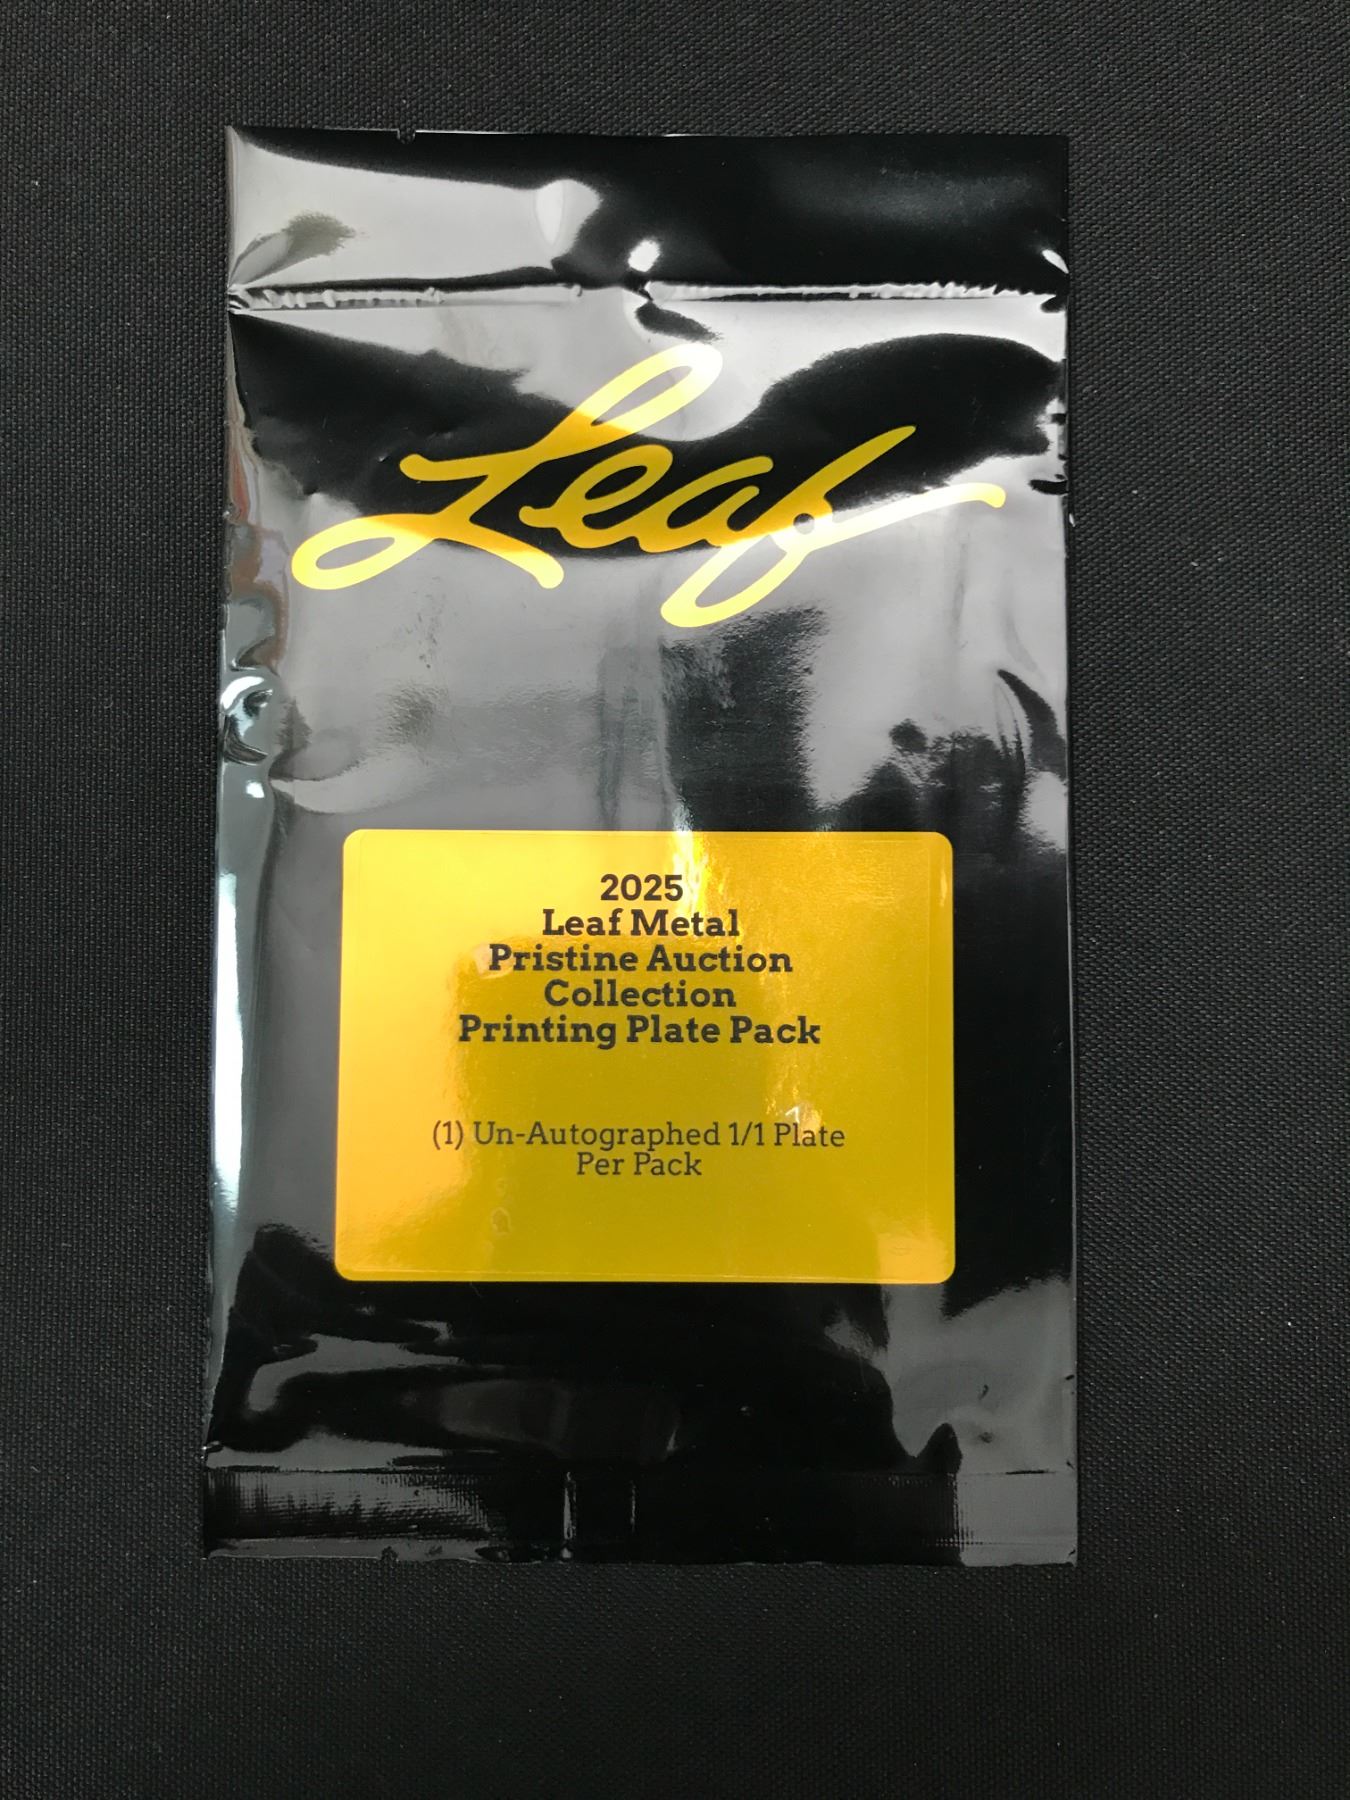 Leaf
2025
Leaf Metal
Pristine Auction
Collection
Printing Plate Pack
(1) Un-Autographed 1/1 Plate
Per Pack